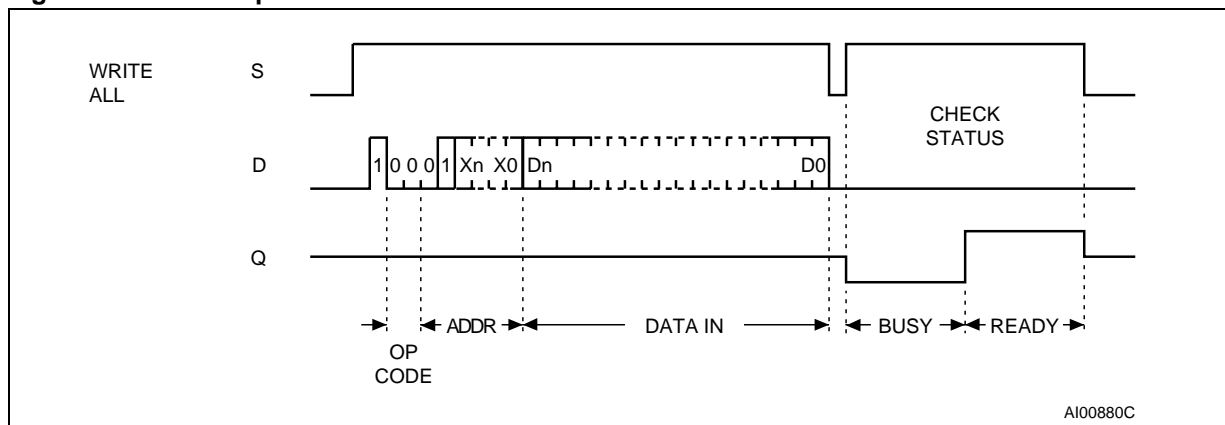 WRITE
ALL
S
CHECK
STATUS
D
1 0 0 0 1 Xn X0 Dn D0
Q
ADDR DATA IN BUSY READY
OP
CODE
AI00880C